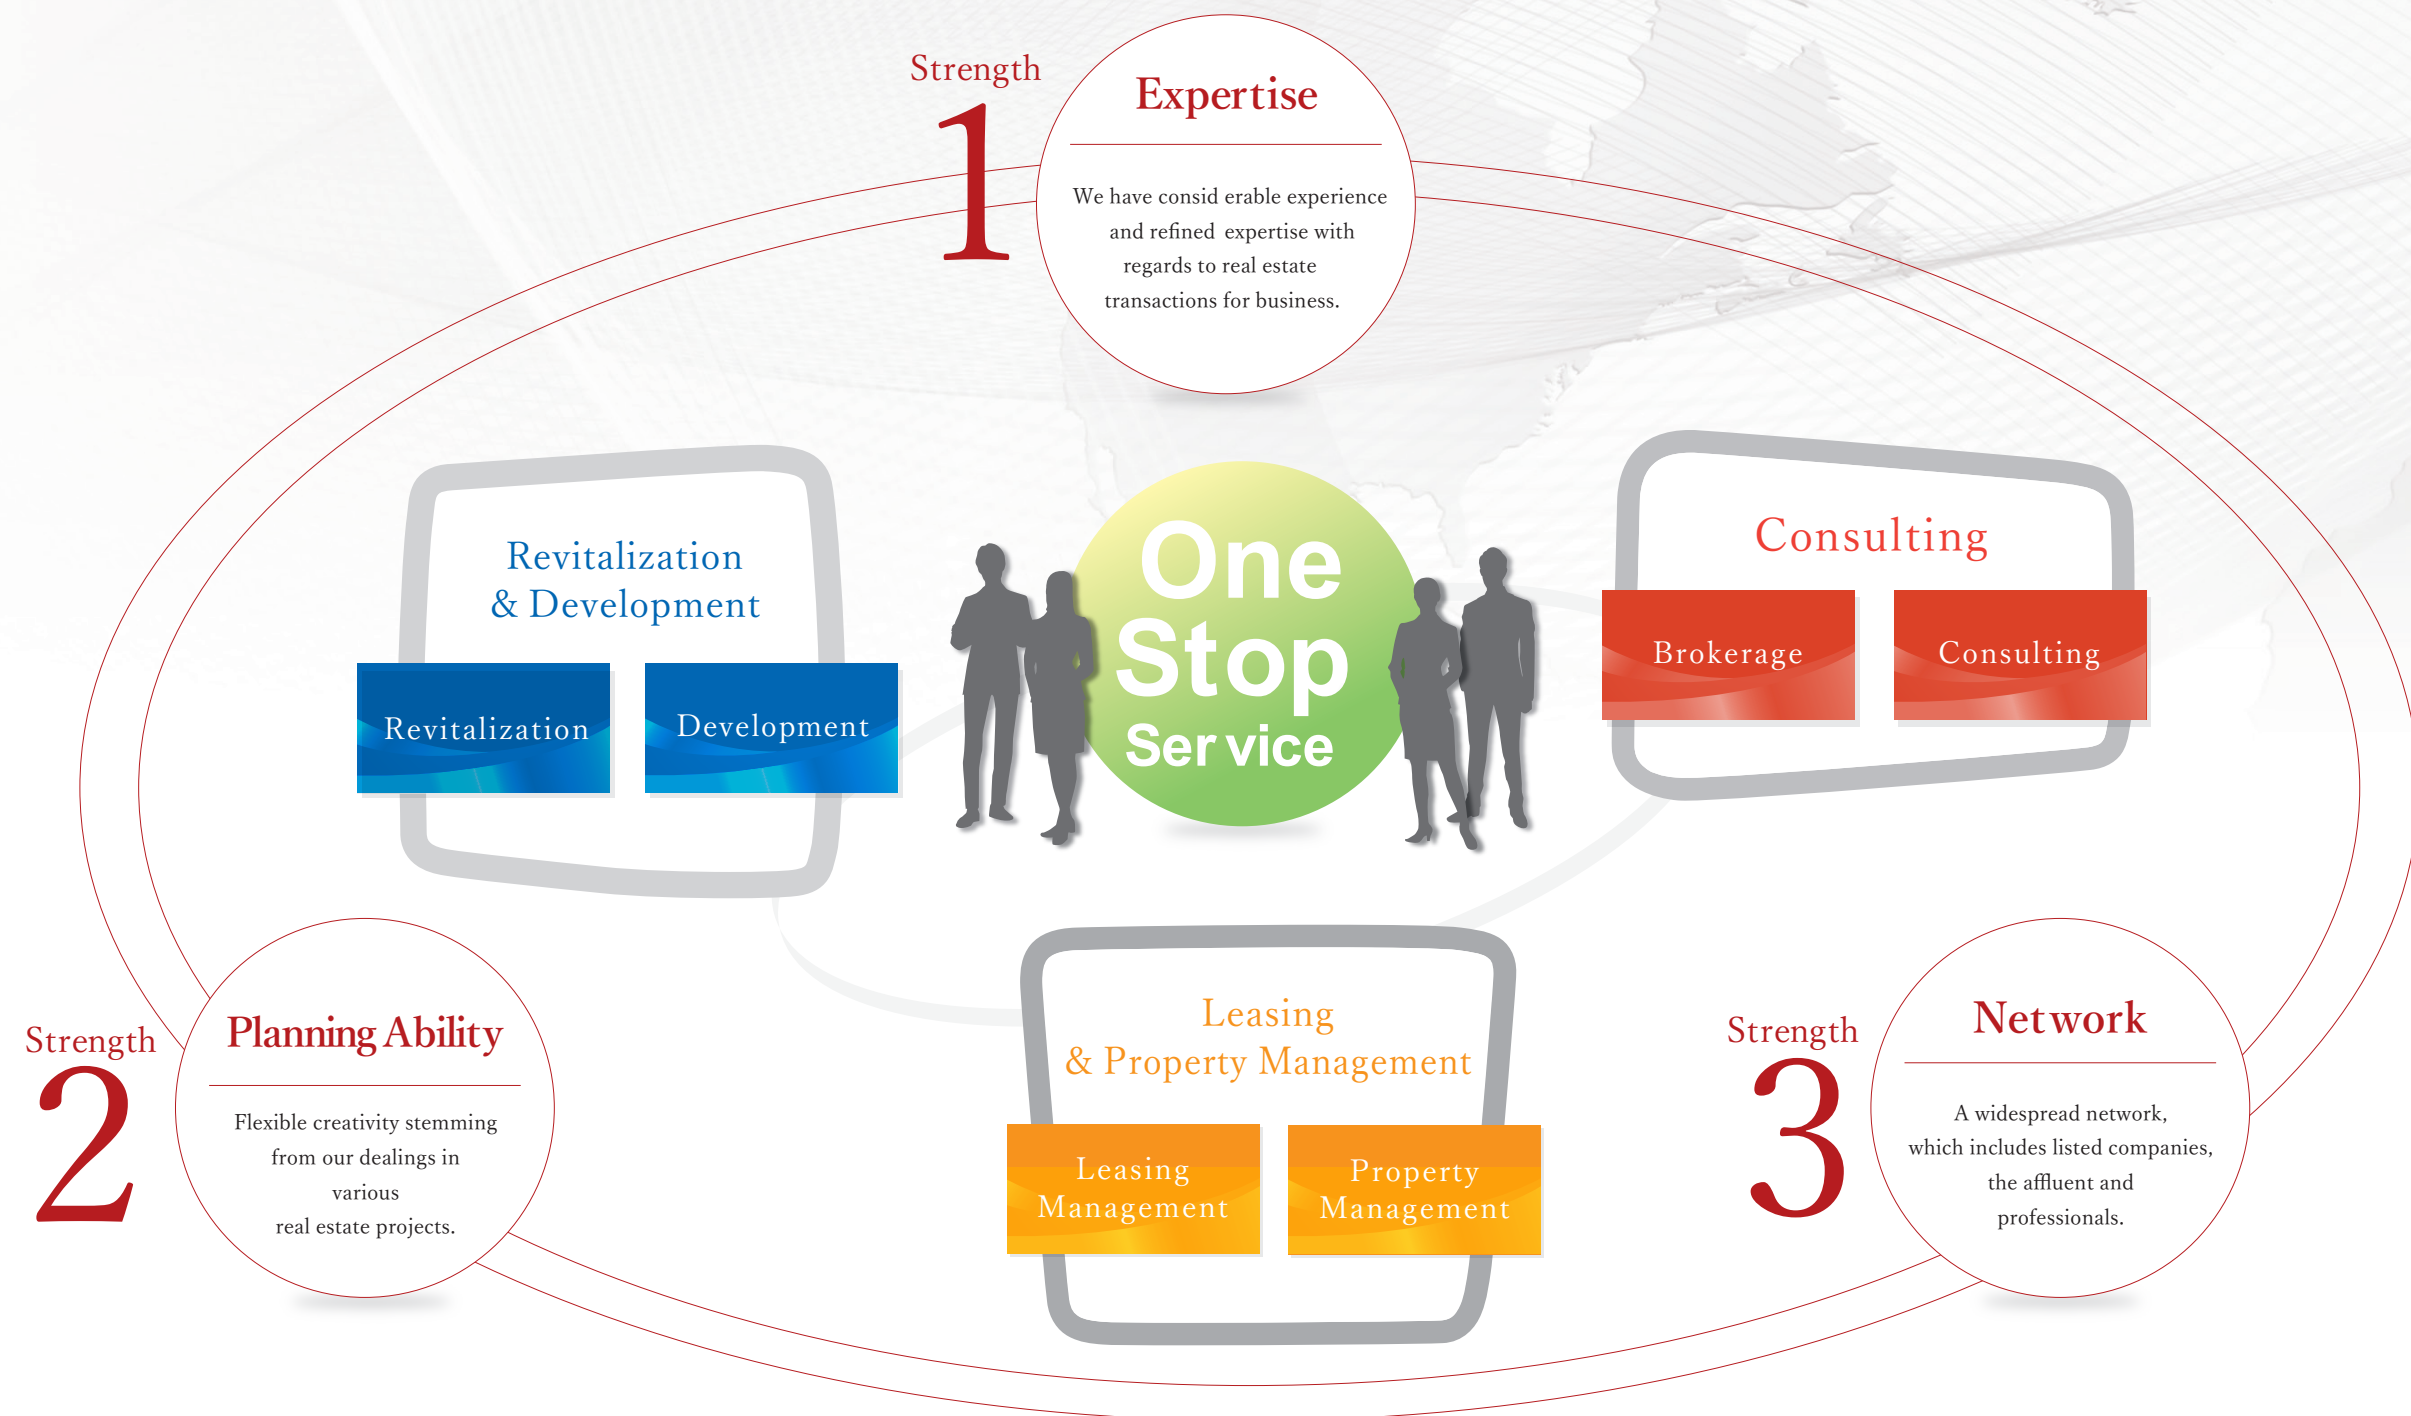 Strength
1
Expertise
We have consid erable experience
and refined expertise with
regards to real estate
transactions for business.
Revitalization
& Development
Revitalization
Development
One
Stop
Ser vice
Consulting
Brokerage
Consulting
Strength
2
Planning Ability
Flexible creativity stemming
from our dealings in
various
real estate projects.
Leasing
& Property Management
Leasing
Management
Property
Management
Strength
3
Network
A widespread network,
which includes listed companies,
the affluent and
professionals.